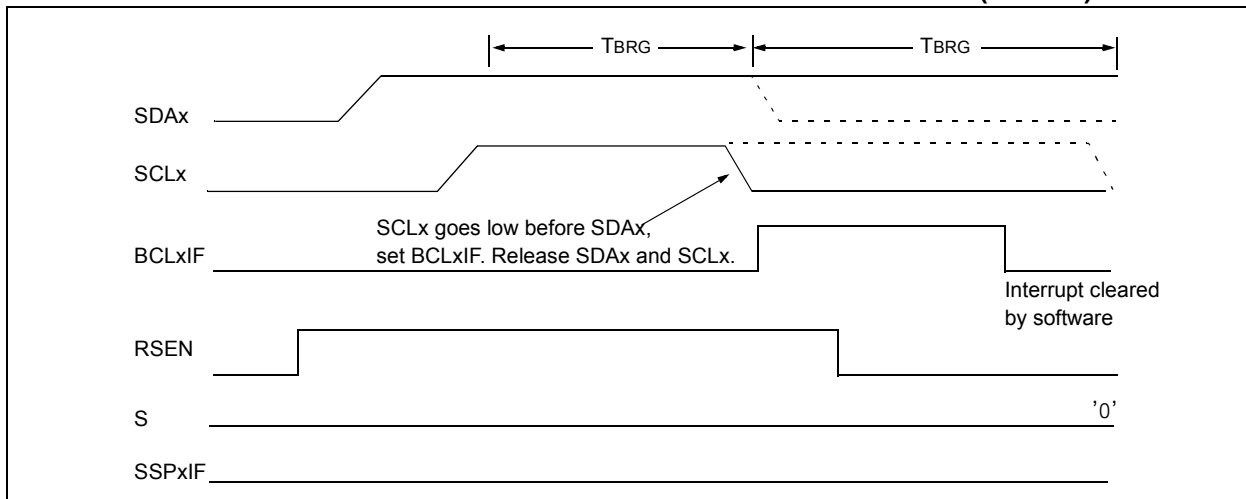 TBRG
TBRG
SDAx
SCLx
SCLx goes low before SDAx,
set BCLxIF. Release SDAx and SCLx.
BCLxIF
Interrupt cleared
by software
RSEN
S
'0'
SSPxIF